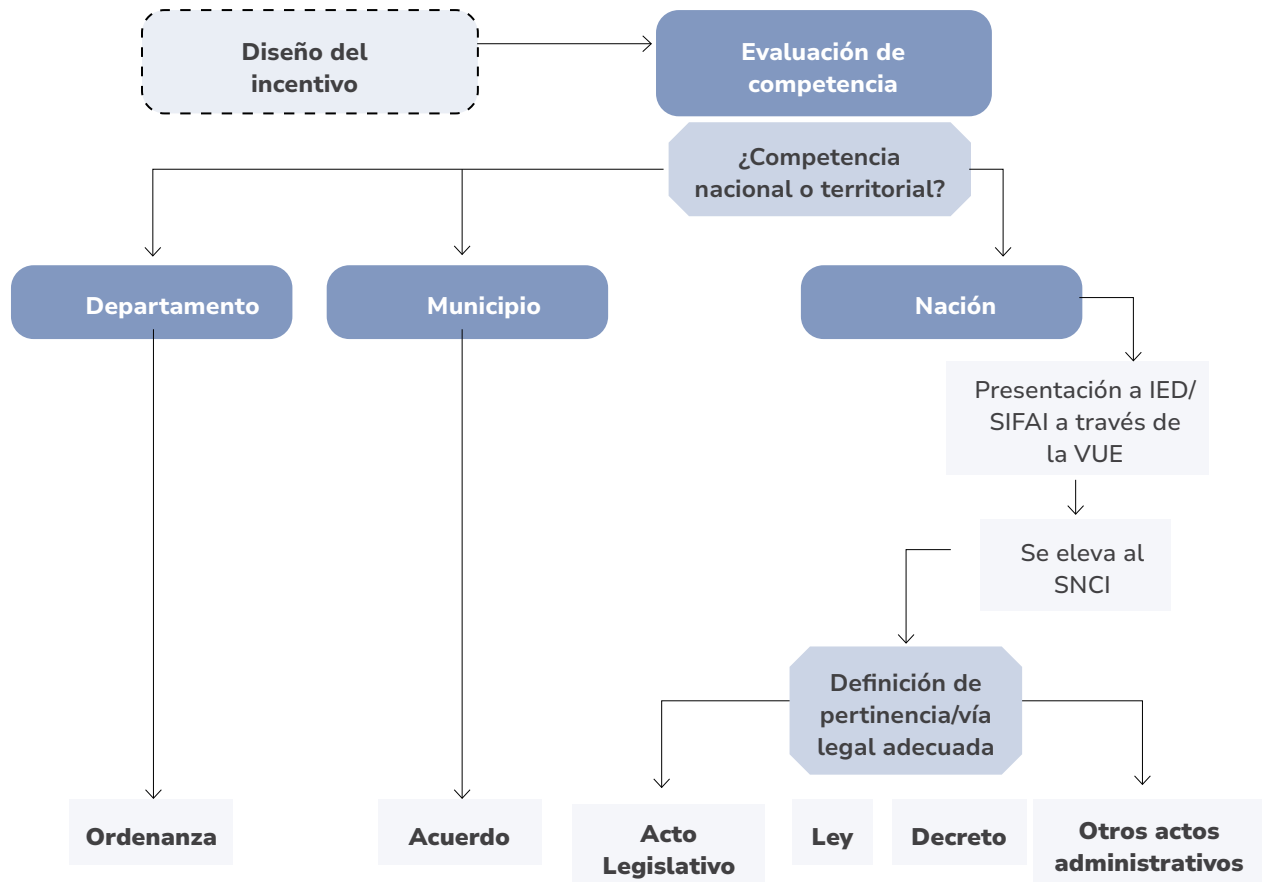 Diseño del
incentivo
Evaluación de
competencia
¿Competencia
nacional o territorial?
Departamento
Municipio
Nación
Presentación a IED/
SIFAI a través de
la VUE
Se eleva al
SNCI
Definición de
pertinencia/vía
legal adecuada
Ordenanza
Acuerdo
Acto
Legislativo
Ley
Decreto
Otros actos
administrativos